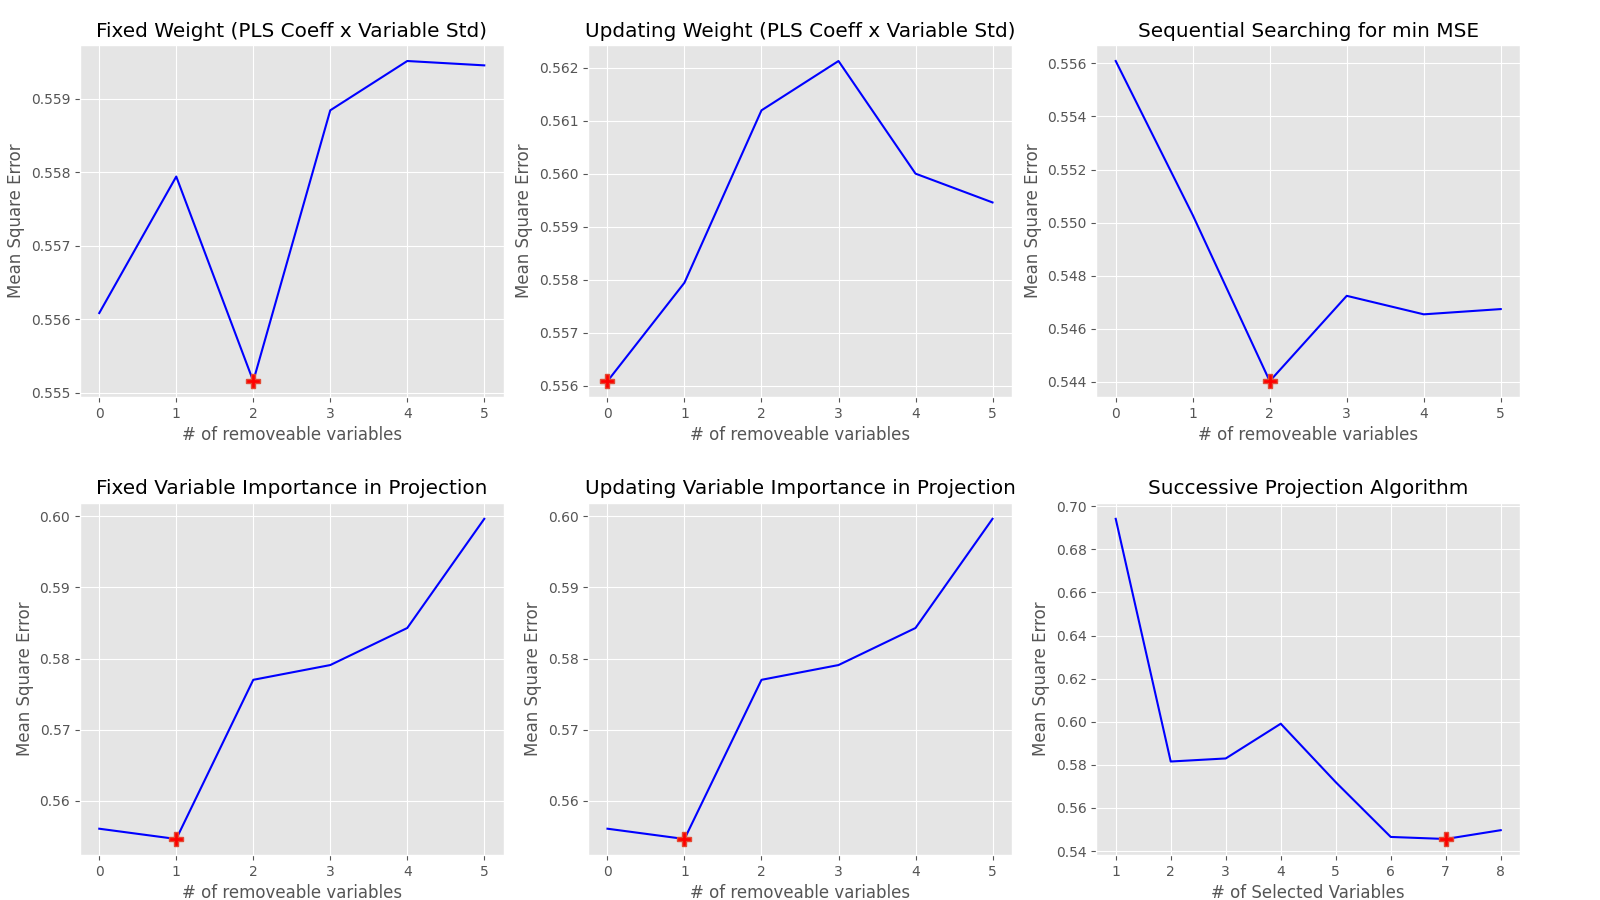 Fixed Weight (PLS Coeff x Variable Std)
Mean Square Error
0.559
0.558
0.557
0.556
0.555
0 1 2 3 4 5
# of removeable variables
Updating Weight (PLS Coeff x Variable Std)
Mean Square Error
0.562
0.561
0.560
0.559
0.558
0.557
0.556
0 1 2 3 4 5
# of removeable variables
Sequential Searching for min MSE
Mean Square Error
0.556
0.554
0.552
0.550
0.548
0.546
0.544
0 1 2 3 4 5
# of removeable variables
Fixed Variable Importance in Projection
Mean Square Error
0.60
0.59
0.58
0.57
0.56
0 1 2 3 4 5
# of removeable variables
Updating Variable Importance in Projection
Mean Square Error
0.60
0.59
0.58
0.57
0.56
0 1 2 3 4 5
# of removeable variables
Successive Projection Algorithm
Mean Square Error
0.70
0.68
0.66
0.64
0.62
0.60
0.58
0.56
0.54
1 2 3 4 5 6 7 8
# of Selected Variables